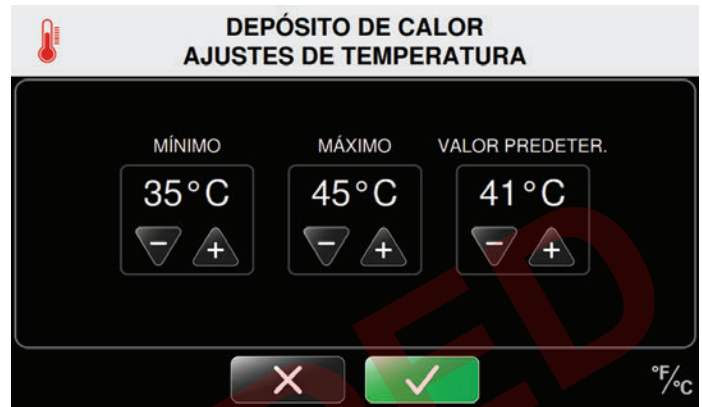 DEPÓSITO DE CALOR
AJUSTES DE TEMPERATURA
MÍNIMO MÁXIMO VALOR PREDETER.
35°C 45°C 41°C
− + − + − +
°F/°C